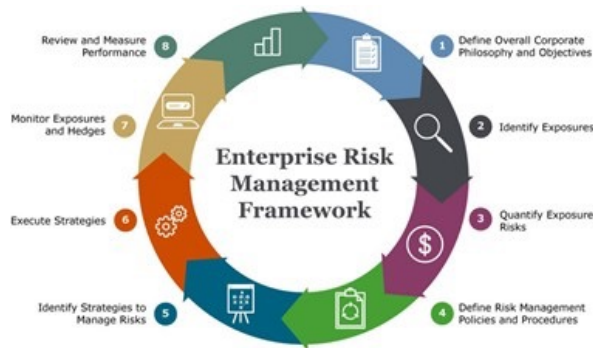 Enterprise Risk
Management
Framework
1
Define Overall Corporate
Philosophy and Objectives
2
Identify Exposures
3
Quantify Exposure
Risks
$
4
Define Risk Management
Policies and Procedures
5
Identify Strategies to
Manage Risks
6
Execute Strategies
7
Monitor Exposures
and Hedges
8
Review and Measure
Performance